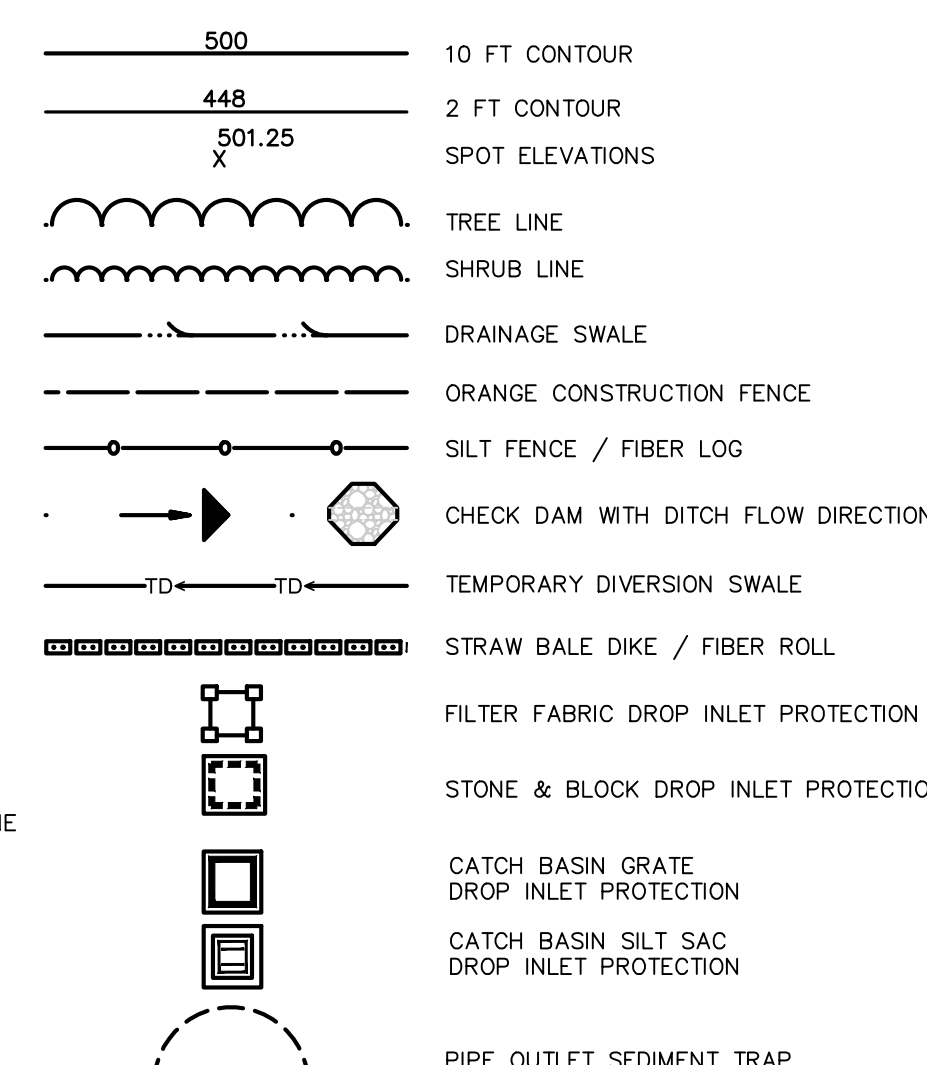 500
10 FT CONTOUR
448
2 FT CONTOUR
501.25
X
SPOT ELEVATIONS
TREE LINE
SHRUB LINE
DRAINAGE SWALE
ORANGE CONSTRUCTION FENCE
SILT FENCE / FIBER LOG
CHECK DAM WITH DITCH FLOW DIRECTION
TD TD
TEMPORARY DIVERSION SWALE
STRAW BALE DIKE / FIBER ROLL
FILTER FABRIC DROP INLET PROTECTION
STONE & BLOCK DROP INLET PROTECTIO
CATCH BASIN GRATE
DROP INLET PROTECTION
CATCH BASIN SILT SAC
DROP INLET PROTECTION
PIPE OUTLET SEDIMENT TRAP